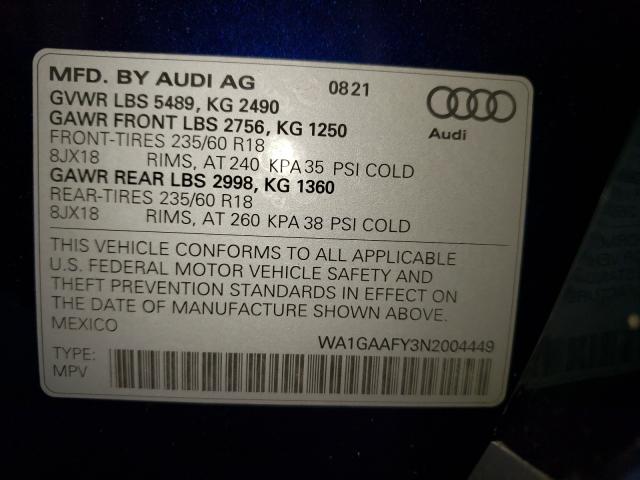 MFD. BY AUDI AG 0821
GVWR LBS 5489, KG 2490
GAWR FRONT LBS 2756, KG 1250
Audi
FRONT-TIRES 235/60 R18
8JX18 RIMS, AT 240 KPA 35 PSI COLD
GAWR REAR LBS 2998, KG 1360
REAR-TIRES 235/60 R18
8JX18 RIMS, AT 260 KPA 38 PSI COLD
THIS VEHICLE CONFORMS TO ALL APPLICABLE
U.S. FEDERAL MOTOR VEHICLE SAFETY AND
THEFT PREVENTION STANDARDS IN EFFECT ON
THE DATE OF MANUFACTURE SHOWN ABOVE.
MEXICO
WA1GAAFY3N2004449
TYPE:
MPV